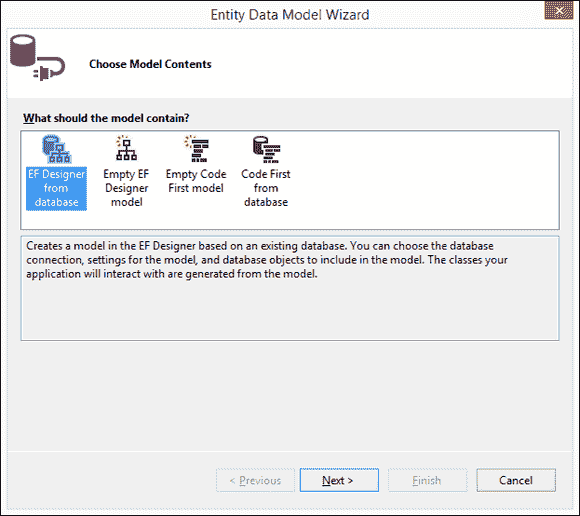 Entity Data Model Wizard
Choose Model Contents
What should the model contain?
EF Designer
from
database
Empty EF
Designer
model
Empty Code
First model
Code First
from
database
Creates a model in the EF Designer based on an existing database. You can choose the database
connection, settings for the model, and database objects to include in the model. The classes your
application will interact with are generated from the model.
< Previous
Next >
Finish
Cancel